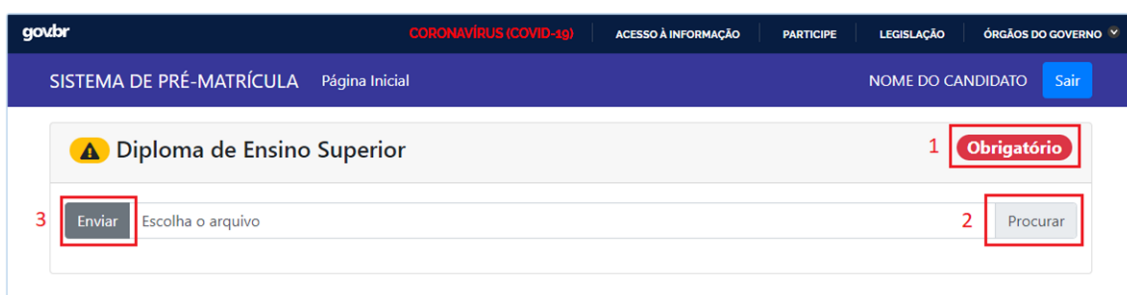 gov.br CORONAVÍRUS (COVID-19) ACESSO À INFORMAÇÃO PARTICIPE LEGISLAÇÃO ÓRGÃOS DO GOVERNO
SISTEMA DE PRÉ-MATRÍCULA Página Inicial NOME DO CANDIDATO Sair
Diploma de Ensino Superior 1 Obrigatório
3 Enviar Escolha o arquivo 2 Procurar